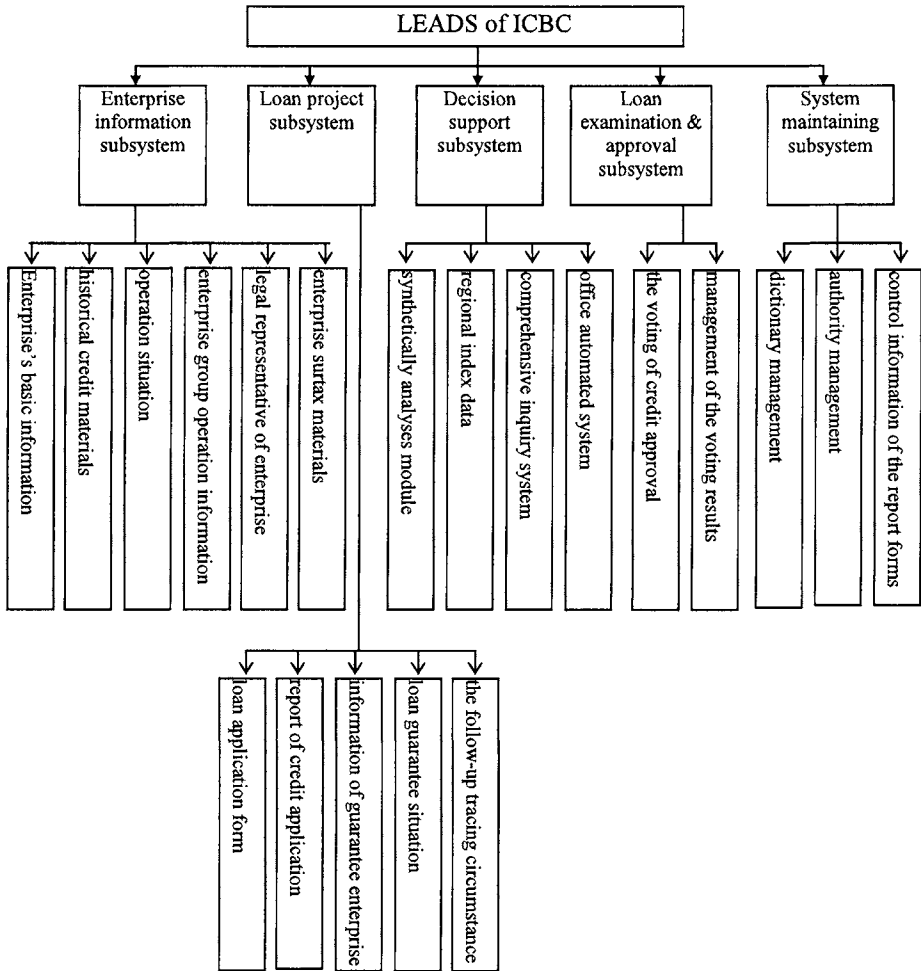 LEADS of ICBC
Enterprise
information
subsystem
Loan project
subsystem
Decision
support
subsystem
Loan
examination &
approval
subsystem
System
maintaining
subsystem
Enterprise's basic information
historical credit materials
operation situation
enterprise group operation information
legal representative of enterprise
enterprise surtax materials
synthetically analyses module
regional index data
comprehensive inquiry system
office automated system
the voting of credit approval
management of the voting results
dictionary management
authority management
control information of the report forms
loan application form
report of credit application
information of guarantee enterprise
loan guarantee situation
the follow-up tracing circumstance